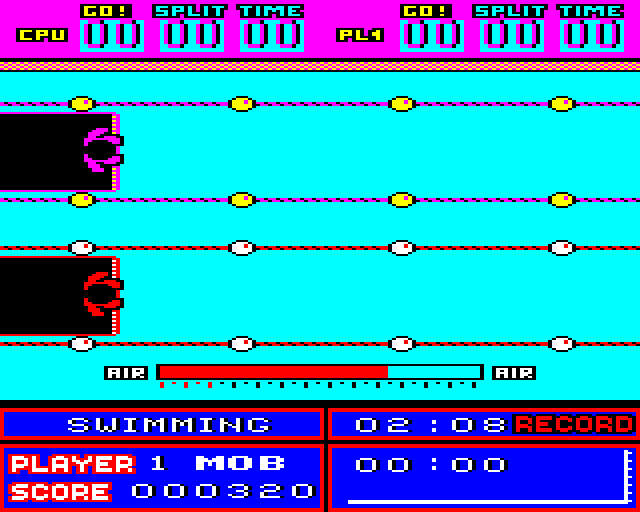 GO! SPLIT TIME GO! SPLIT TIME
CPU 00 00 00 PL1 00 00 00
AIR AIR
SWIMMING 02:08 RECORD
PLAYER 1 MOB 00:00
SCORE 000320